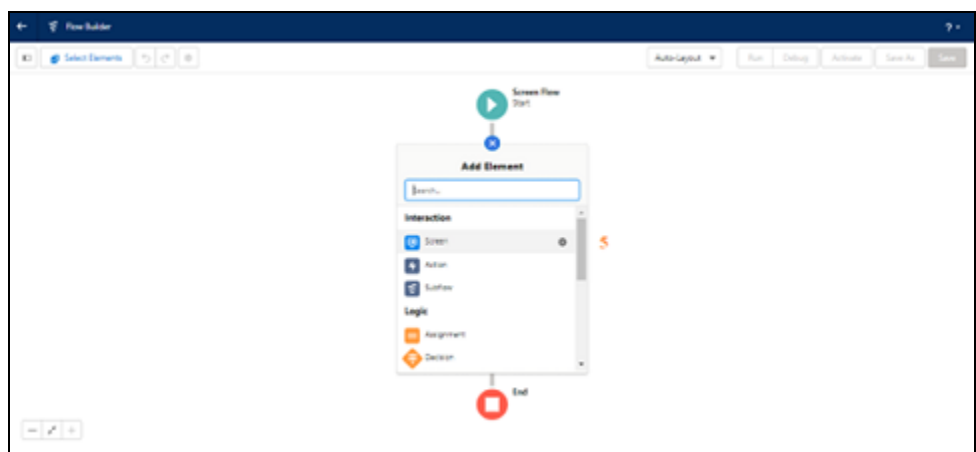 Flow Builder
?
Select Elements
Auto-Layout
Run
Debug
Activate
Save As
Save
Screen Flow
Start
Add Element
Search...
Interaction
Screen
5
Action
Subflow
Logic
Assignment
Decision
End